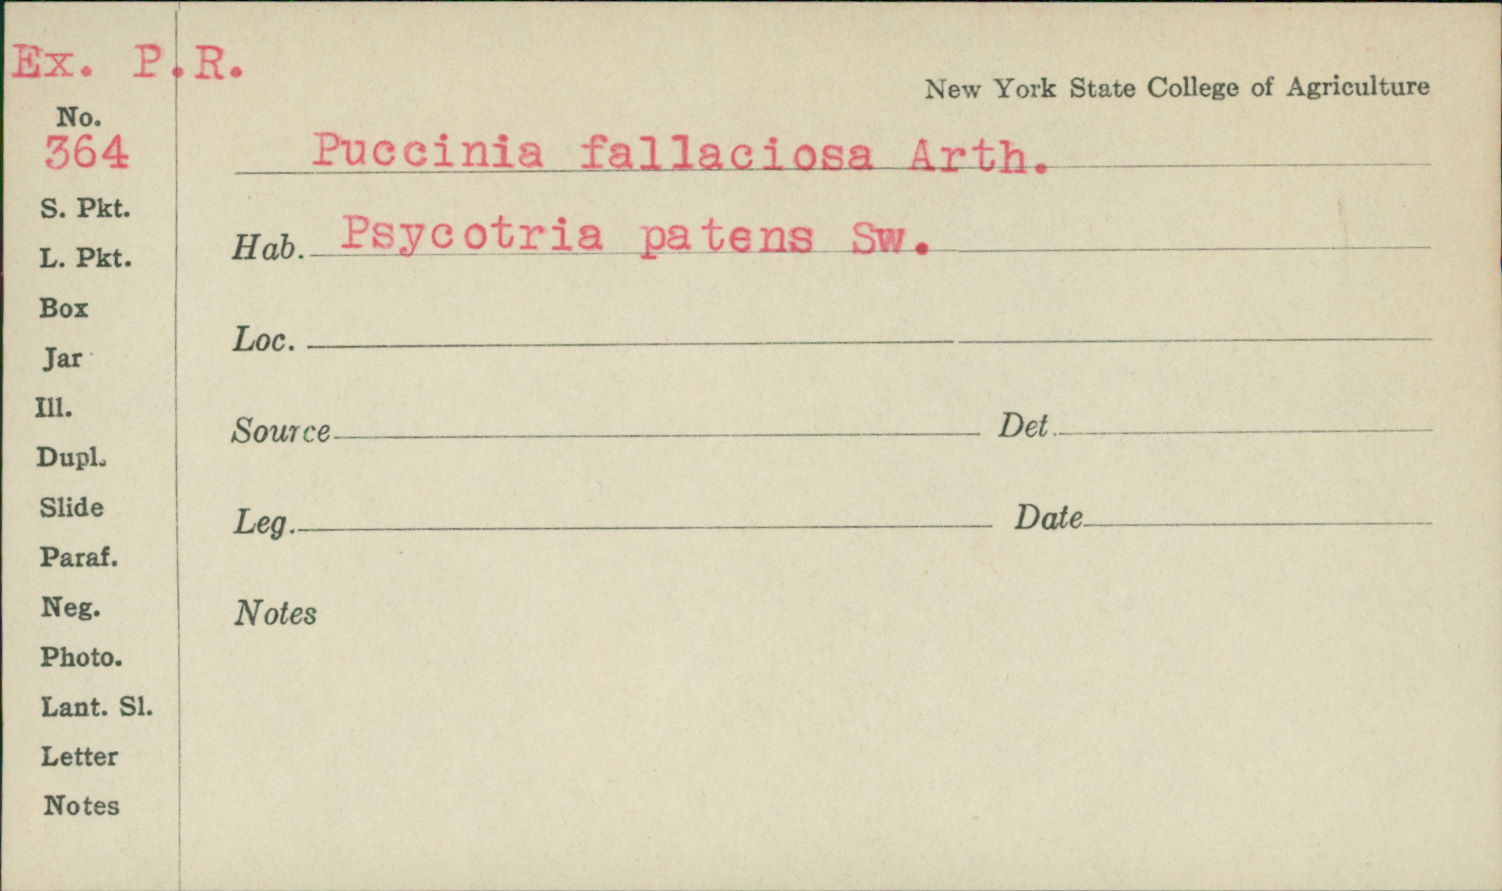 Ex. P.R.
New York State College of Agriculture
No.
364
Puccinia fallaciosa Arth.
S. Pkt.
Hab. Psycotria patens Sw.
L. Pkt.
Box
Loc.
Jar
Ill.
Source Det.
Dupl.
Slide
Leg. Date
Paraf.
Neg.
Notes
Photo.
Lant. Sl.
Letter
Notes